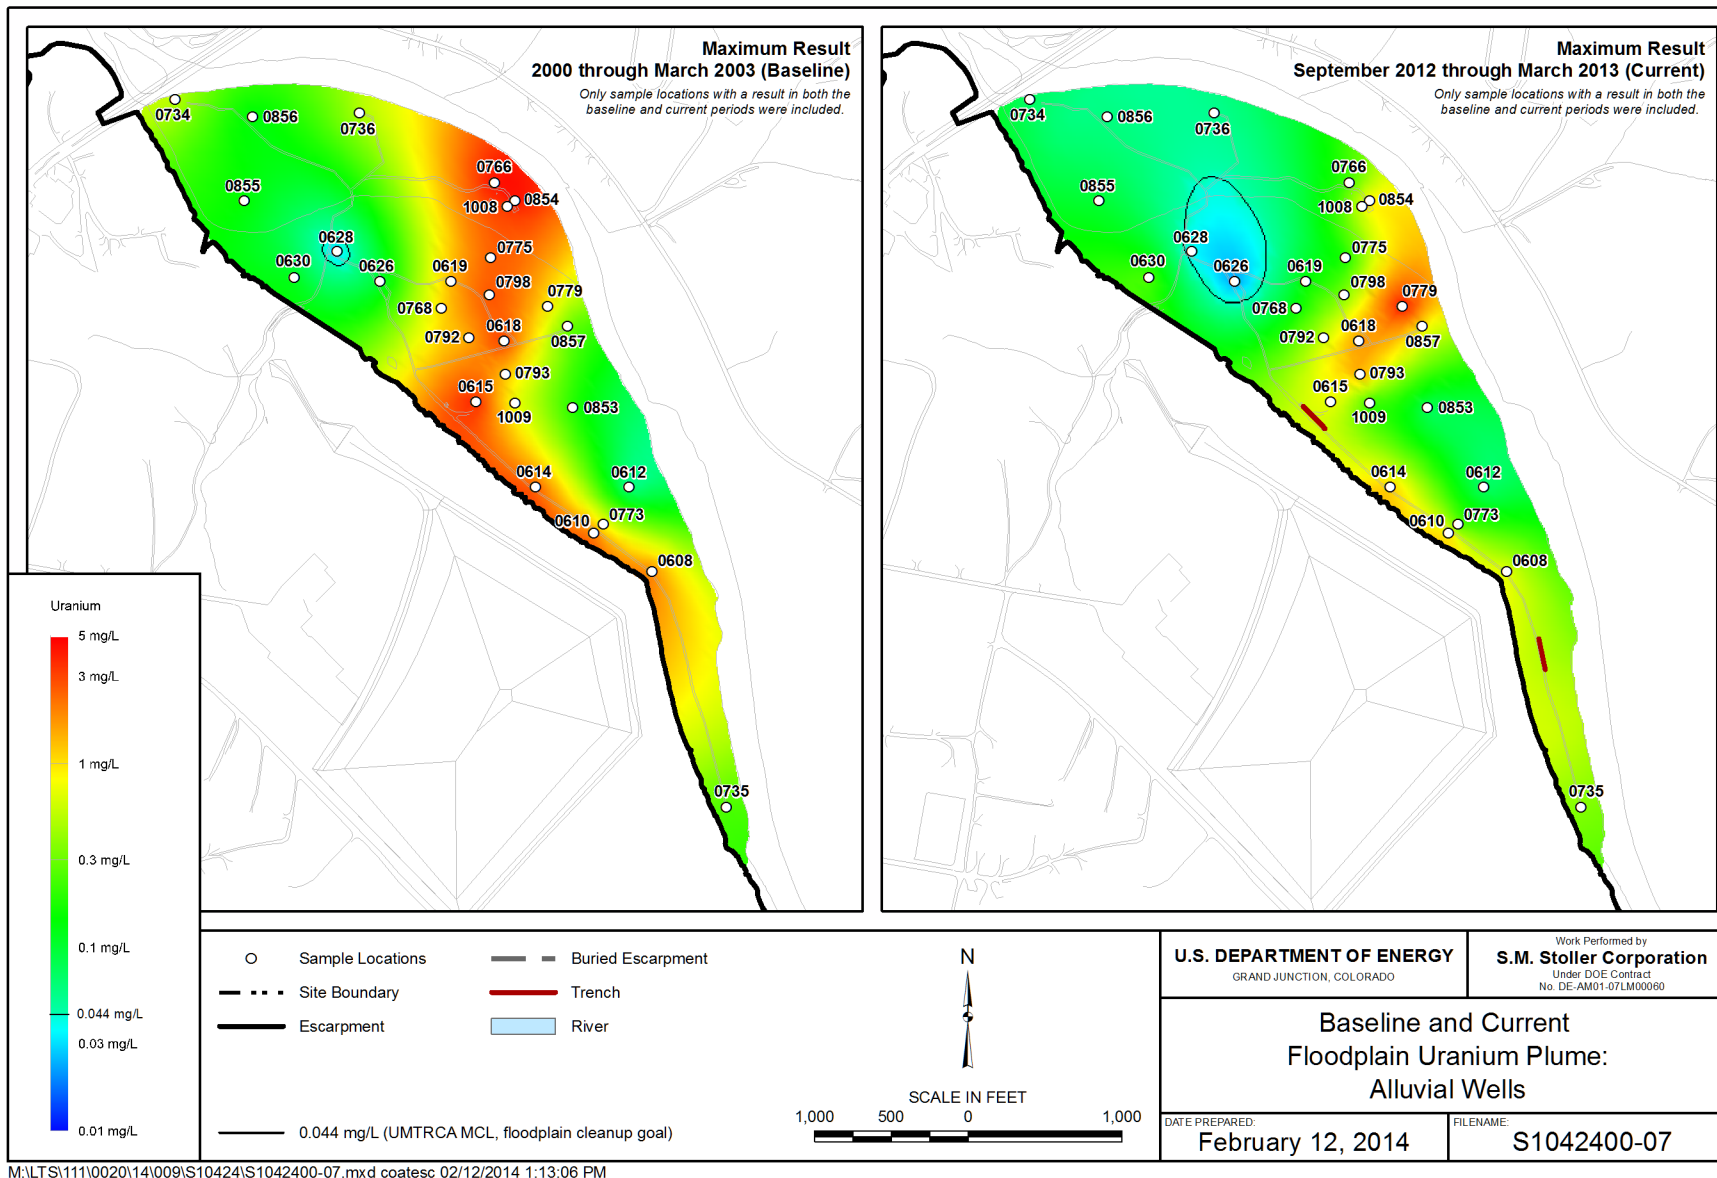 Maximum Result
2000 through March 2003 (Baseline)
Only sample locations with a result in both the
baseline and current periods were included.
0734
0856
0736
0766
0855
0854
1008
0628
0775
0630
0626
0619
0798
0779
0768
0618
0792
0857
0793
0615
1009
0853
0614
0612
0610
0773
0608
0735
Maximum Result
September 2012 through March 2013 (Current)
Only sample locations with a result in both the
baseline and current periods were included.
0734
0856
0736
0766
0855
0854
1008
0628
0775
0630
0626
0619
0798
0779
0768
0618
0792
0857
0793
0615
1009
0853
0614
0612
0610
0773
0608
0735
Uranium
5 mg/L
3 mg/L
1 mg/L
0.3 mg/L
0.1 mg/L
0.044 mg/L
0.03 mg/L
0.01 mg/L
Sample Locations
Site Boundary
Escarpment
Buried Escarpment
Trench
River
0.044 mg/L (UMTRCA MCL, floodplain cleanup goal)
N
SCALE IN FEET
1,000 500 0 1,000
U.S. DEPARTMENT OF ENERGY
GRAND JUNCTION, COLORADO
Work Performed by
S.M. Stoller Corporation
Under DOE Contract
No. DE-AM01-07LM00060
Baseline and Current
Floodplain Uranium Plume:
Alluvial Wells
DATE PREPARED:
February 12, 2014
FILENAME:
S1042400-07
M:\LTS\111\0020\14\009\S10424\S1042400-07.mxd coatesc 02/12/2014 1:13:06 PM